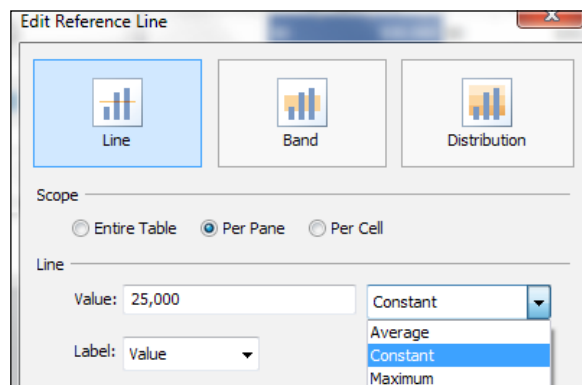 Edit Reference Line
X
Line
Band
Distribution
Scope
Entire Table
Per Pane
Per Cell
Line
Value: 25,000
Constant
Average
Label: Value
Constant
Maximum